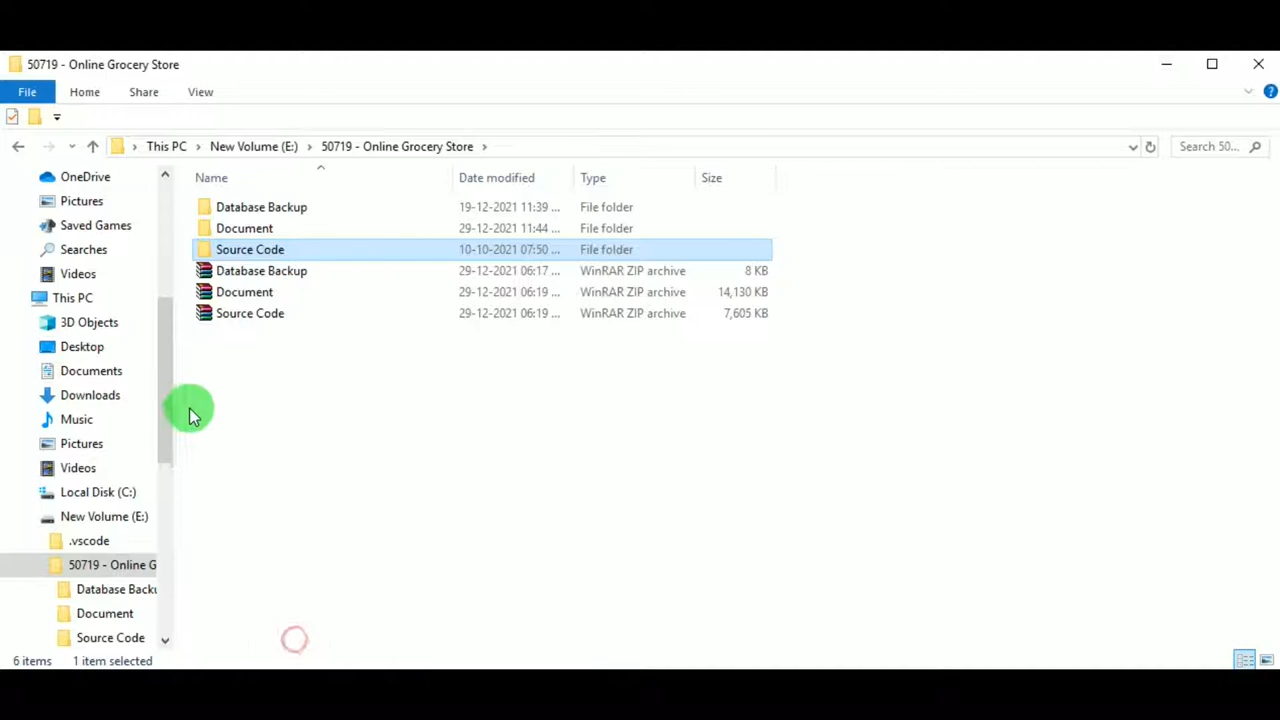 50719 - Online Grocery Store
File Home Share View
This PC New Volume (E:) 50719 - Online Grocery Store Search 50...
OneDrive
Pictures
Saved Games
Searches
Videos
This PC
3D Objects
Desktop
Documents
Downloads
Music
Pictures
Videos
Local Disk (C:)
New Volume (E:)
.vscode
50719 - Online G
Database Backu
Document
Source Code
Name Date modified Type Size
Database Backup 19-12-2021 11:39 ... File folder
Document 29-12-2021 11:44 ... File folder
Source Code 10-10-2021 07:50 ... File folder
Database Backup 29-12-2021 06:17 ... WinRAR ZIP archive 8 KB
Document 29-12-2021 06:19 ... WinRAR ZIP archive 14,130 KB
Source Code 29-12-2021 06:19 ... WinRAR ZIP archive 7,605 KB
6 items 1 item selected